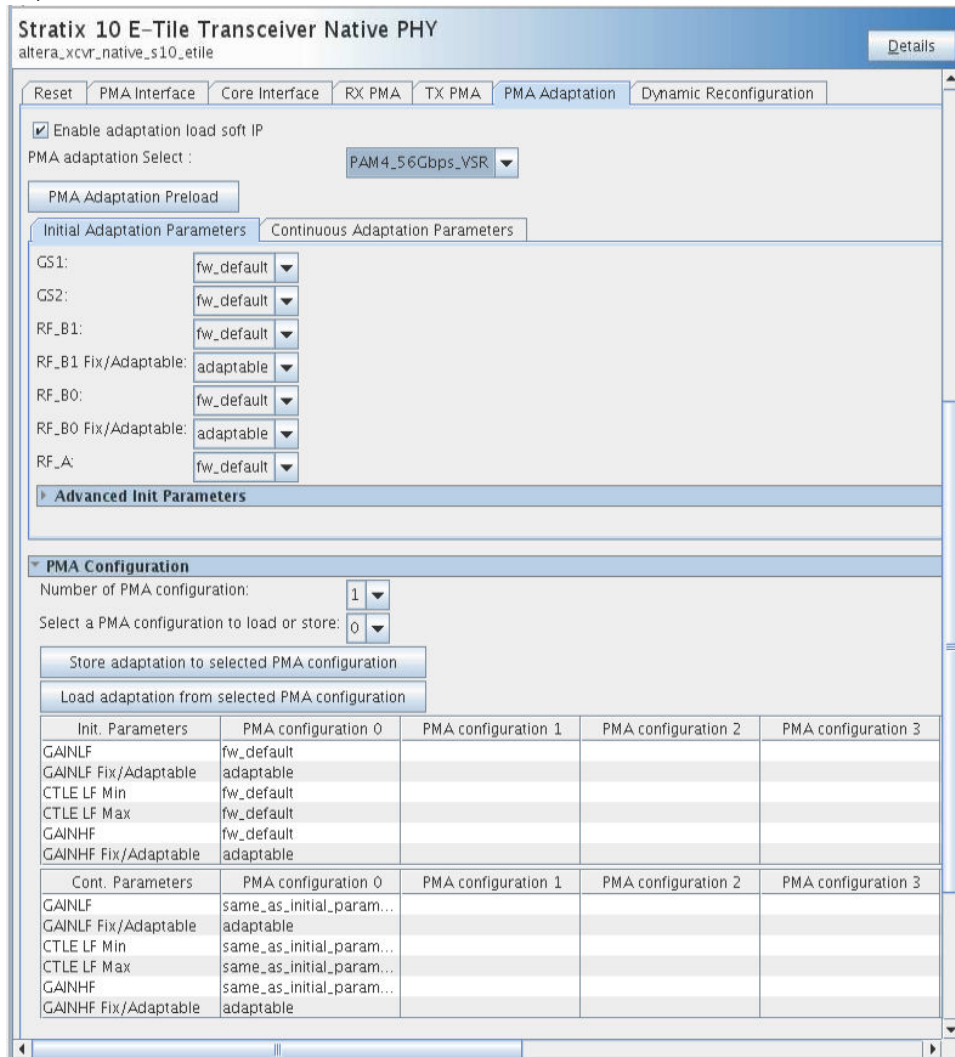 Stratix 10 E-Tile Transceiver Native PHY
altera_xcvr_native_s10_etile
Details
Reset PMA Interface Core Interface RX PMA TX PMA PMA Adaptation Dynamic Reconfiguration
Enable adaptation load soft IP
PMA adaptation Select : PAM4_56Gbps_VSR
PMA Adaptation Preload
Initial Adaptation Parameters Continuous Adaptation Parameters
GS1: fw_default
GS2: fw_default
RF_B1: fw_default
RF_B1 Fix/Adaptable: adaptable
RF_B0: fw_default
RF_B0 Fix/Adaptable: adaptable
RF_A: fw_default
Advanced Init Parameters
PMA Configuration
Number of PMA configuration: 1
Select a PMA configuration to load or store: 0
Store adaptation to selected PMA configuration
Load adaptation from selected PMA configuration
Init. Parameters PMA configuration 0 PMA configuration 1 PMA configuration 2 PMA configuration 3
GAINLF fw_default
GAINLF Fix/Adaptable adaptable
CTLE LF Min fw_default
CTLE LF Max fw_default
GAINHF fw_default
GAINHF Fix/Adaptable adaptable
Cont. Parameters PMA configuration 0 PMA configuration 1 PMA configuration 2 PMA configuration 3
GAINLF same_as_initial_param...
GAINLF Fix/Adaptable adaptable
CTLE LF Min same_as_initial_param...
CTLE LF Max same_as_initial_param...
GAINHF same_as_initial_param...
GAINHF Fix/Adaptable adaptable